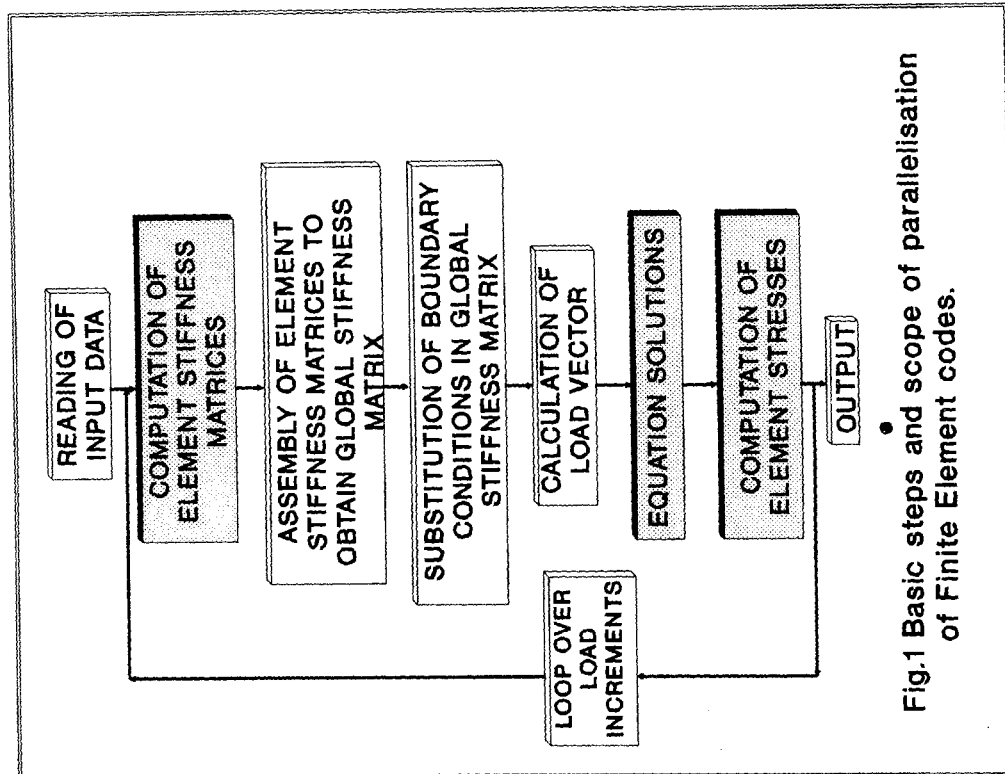 READING OF
INPUT DATA
COMPUTATION OF
ELEMENT STIFFNESS
MATRICES
ASSEMBLY OF ELEMENT
STIFFNESS MATRICES TO
OBTAIN GLOBAL STIFFNESS
MATRIX
SUBSTITUTION OF BOUNDARY
CONDITIONS IN GLOBAL
STIFFNESS MATRIX
CALCULATION OF
LOAD VECTOR
EQUATION SOLUTIONS
COMPUTATION OF
ELEMENT STRESSES
OUTPUT
LOOP OVER
LOAD
INCREMENTS
Fig.1 Basic steps and scope of parallelisation
of Finite Element codes.